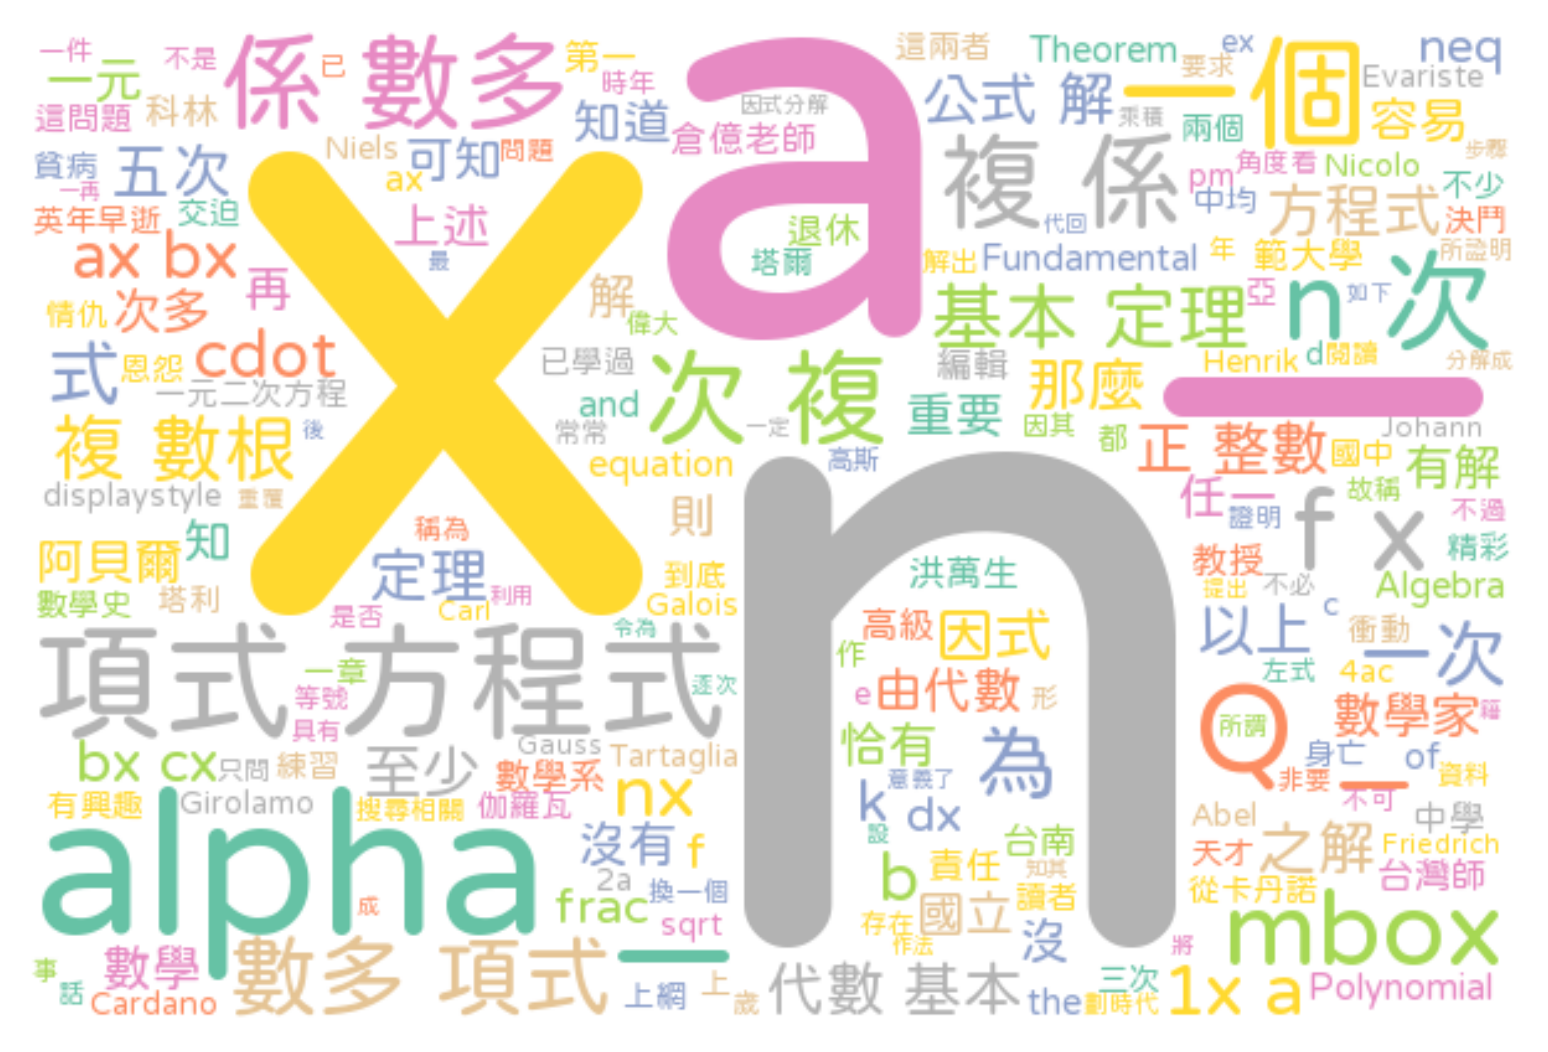 一件
不是
係 數多
已
第一
時年
a
這兩者
Theorem
ex
要求
一個
neq
Evariste
一元
這問題
科林
知道
因式分解
倉億老師
公式 解
乘積
兩個
容易
貧病
一再
五次
Niels
可知
問題
ax
複 係
pm
角度看
Nicolo
步驟
不少
英年早逝
交迫
x
上述
最
退休
塔爾
代回
中均
方程式
決鬥
ax bx
再
解出
Fundamental
年
範大學
所證明
情仇
次多
解
偉大
基本 定理
亞
n
如下
次
式
恩怨
cdot
一元二次方程
已學過
and
次 複
編輯
重要
那麼
Henrik
d
閱讀
分解成
一
複 數根
後
常常
一定
因其
都
正 整數
國中
Johann
有解
displaystyle
重覆
equation
高斯
則
任一
證明
f x
故稱
不過
阿貝爾
知
稱為
定理
利用
到底
n
洪萬生
教授
精彩
提出
不必
Algebra
數學史
塔利
是否
Carl
Galois
令為
高級
因式
作
以上
c
衝動
一次
項式 方程式
一章
等號
具有
逐次
e
由代數
形
左式
4ac
Q
所謂
數學家
籍
bx cx
只問
練習
至少
Gauss
數學系
Tartaglia
恰有
為
意義了
身亡
of
非要
一
資料
有興趣
Girolamo
搜尋相關
伽羅瓦
nx
k
dx
不可
中學
設
台南
Abel
天才
之解
Friedrich
台灣師
alpha
沒有
f
2a
換一個
b
責任
知其
讀者
從卡丹諾
成
frac
sqrt
存在
作法
國立
沒
將
mbox
事
話
數學
Cardano
數多 項式
一
上網
上
歲
代數 基本
the
三次
劃時代
1x a
Polynomial